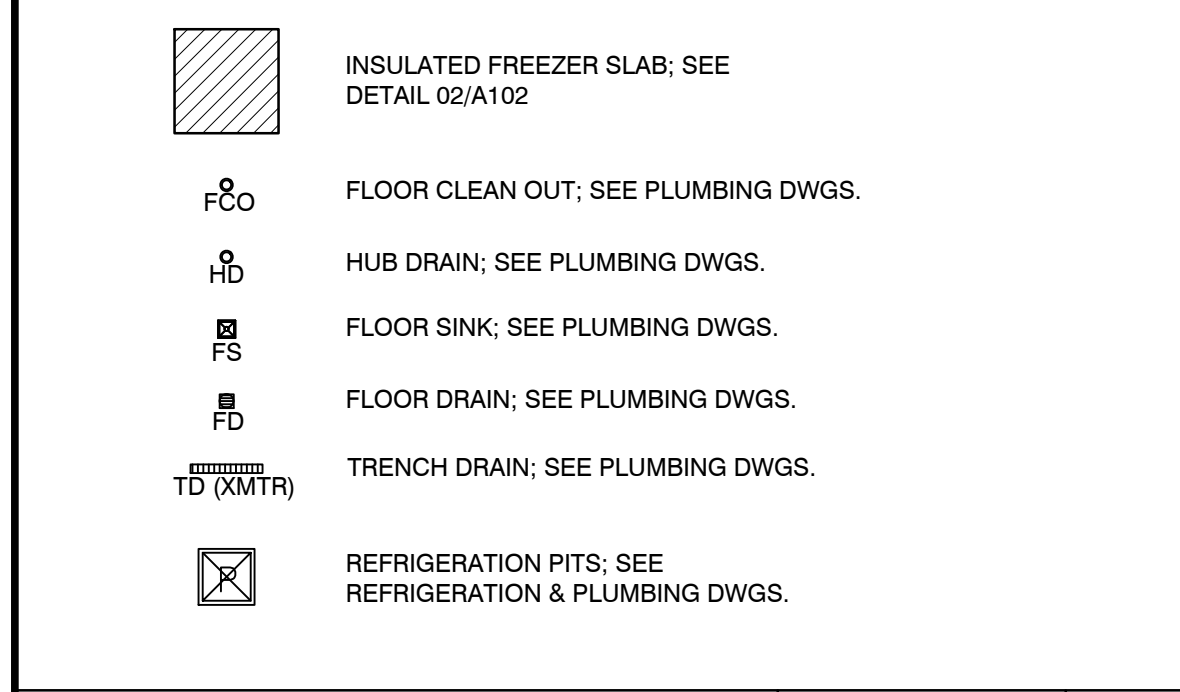 INSULATED FREEZER SLAB; SEE
DETAIL 02/A102
FCO
FLOOR CLEAN OUT; SEE PLUMBING DWGS.
HD
HUB DRAIN; SEE PLUMBING DWGS.
FS
FLOOR SINK; SEE PLUMBING DWGS.
FD
FLOOR DRAIN; SEE PLUMBING DWGS.
TD (XMTR)
TRENCH DRAIN; SEE PLUMBING DWGS.
P
REFRIGERATION PITS; SEE
REFRIGERATION & PLUMBING DWGS.